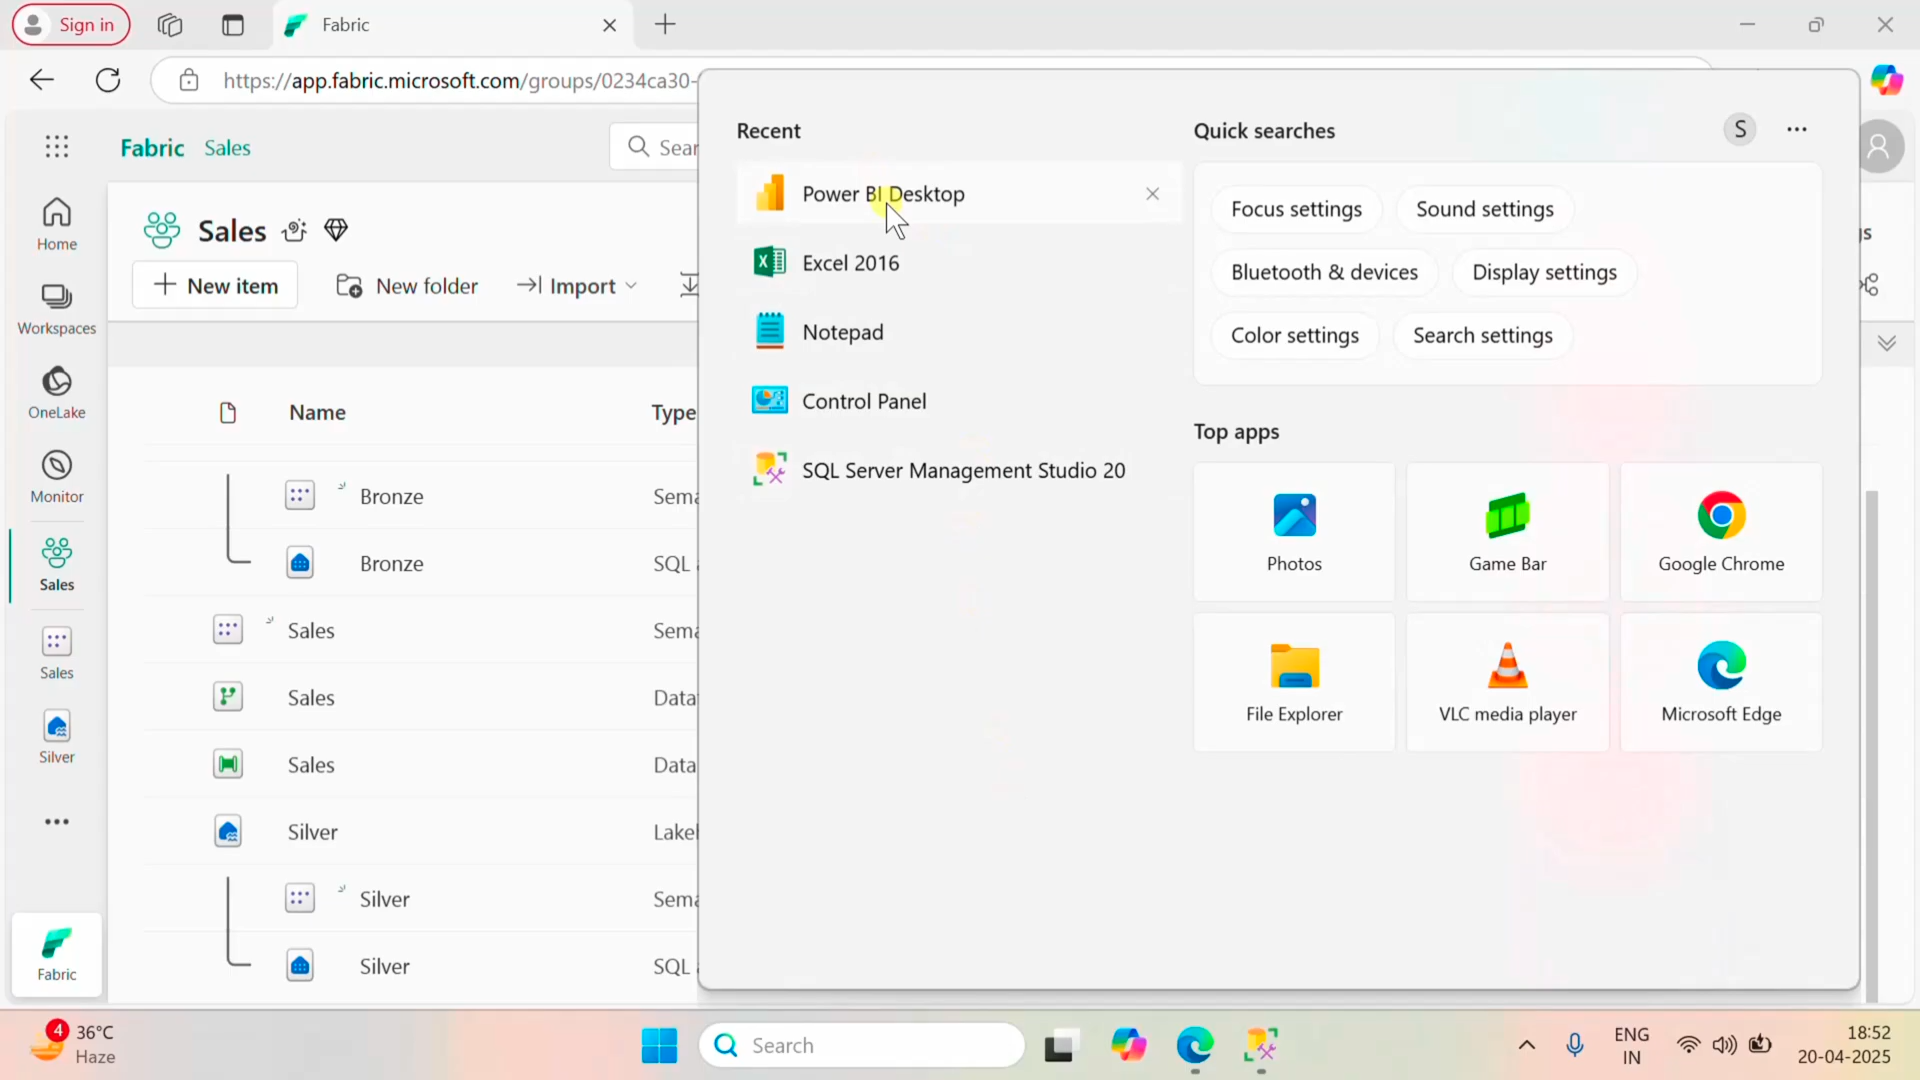 Sign in
Fabric
https://app.fabric.microsoft.com/groups/0234ca30-
Fabric Sales
Sear
Home
Workspaces
OneLake
Monitor
Sales
Sales
Silver
Fabric
Sales
New item
New folder
Import
Name
Type
Bronze
Sema
Bronze
SQL
Sales
Sema
Sales
Data
Sales
Data
Silver
Lakeh
Silver
Sema
Silver
SQL
Recent
Power BI Desktop
Excel 2016
Notepad
Control Panel
SQL Server Management Studio 20
Quick searches
S
Focus settings
Sound settings
Bluetooth & devices
Display settings
Color settings
Search settings
Top apps
Photos
Game Bar
Google Chrome
File Explorer
VLC media player
Microsoft Edge
4
36°C
Haze
Search
ENG
IN
18:52
20-04-2025